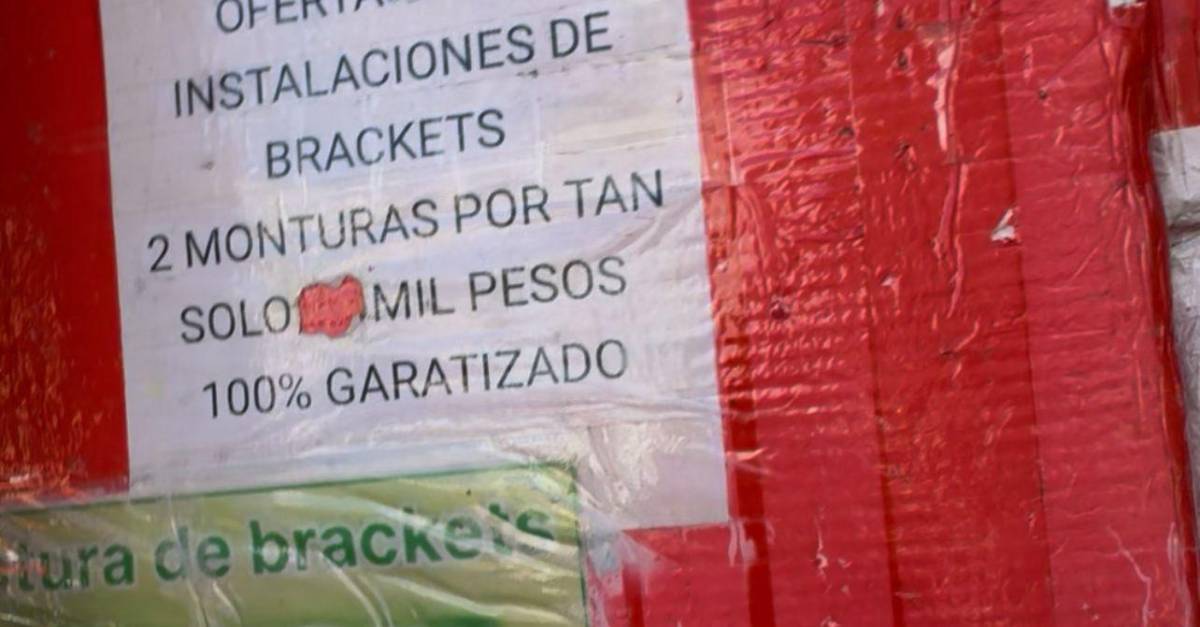 INSTALACIONES DE
BRACKETS
2 MONTURAS POR TAN
SOLO MIL PESOS
100% GARATIZADO
de brackets